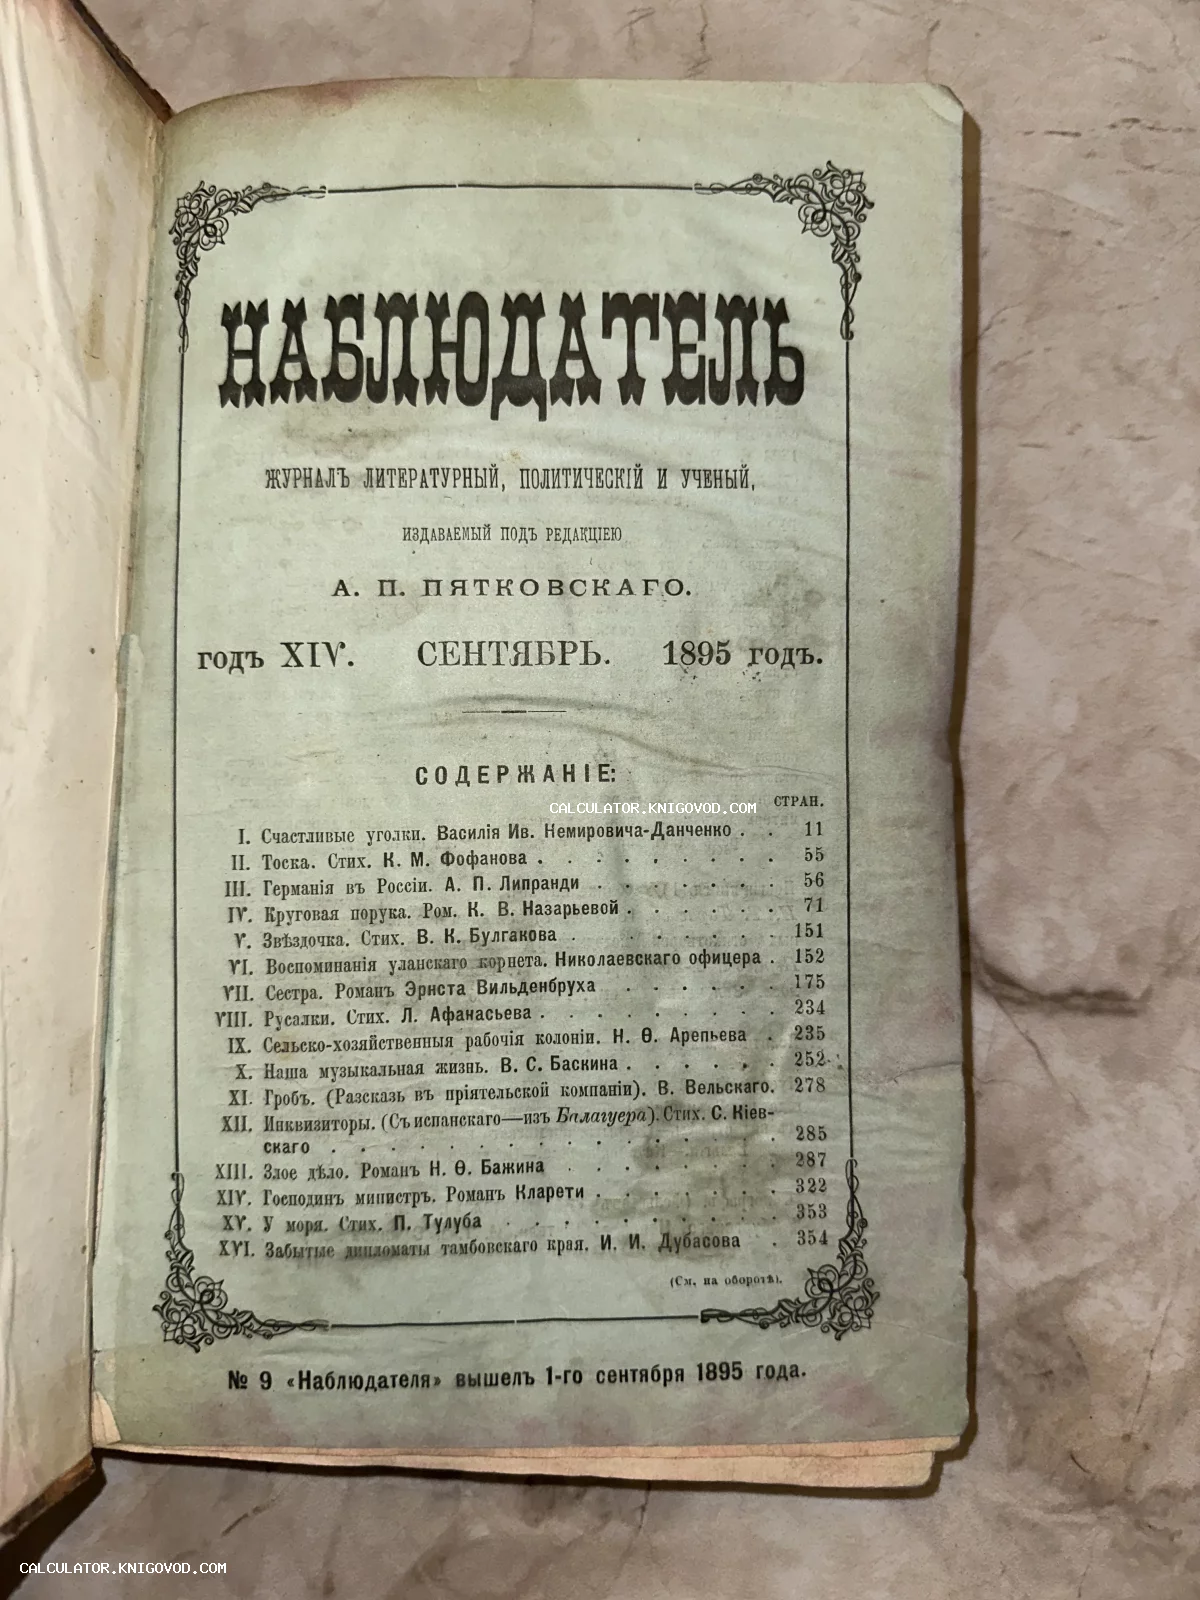 НАБЛЮДАТЕЛЬ
ЖУРНАЛЪ ЛИТЕРАТУРНЫЙ, ПОЛИТИЧЕСКІЙ И УЧЕНЫЙ,
ИЗДАВАЕМЫЙ ПОДЪ РЕДАКЦІЕЮ
А. П. ПЯТКОВСКАГО.
ГОДЪ XIV. СЕНТЯБРЬ. 1895 ГОДЪ.
СОДЕРЖАНІЕ:
CALCULATOR.KNIGOVOD.COM
СТРАН.
I. Счастливые уголки. Василія Ив. Немировича-Данченко . . 11
II. Тоска. Стих. К. М. Фофанова . . . . . . . . . 55
III. Германія въ Россіи. А. П. Липранди . . . . . . . 56
IV. Круговая порука. Ром. К. В. Назарьевой . . . . . . 71
V. Звѣздочка. Стих. В. К. Булгакова . . . . . . . 151
VI. Воспоминанія уланскаго корнета. Николаевскаго офицера . 152
VII. Сестра. Романъ Эрнста Вильденбруха . . . . . . 175
VIII. Русалки. Стих. Л. Афанасьева . . . . . . . . . 234
IX. Сельско-хозяйственныя рабочія колоніи. Н. Ѳ. Арепьева . 235
X. Наша музыкальная жизнь. В. С. Баскина . . . . . . 252
XI. Гробъ. (Разсказъ въ пріятельской компаніи). В. Вельскаго. 278
XII. Инквизиторы. (Съ испанскаго—изъ Балагуера). Стих. С. Кіев-
скаго . . . . . . . . . . . . . . . 285
XIII. Злое дѣло. Романъ Н. Ѳ. Бажина . . . . . . . . 287
XIV. Господинъ министръ. Романъ Кларети . . . . . . . 322
XV. У моря. Стих. П. Тулуба . . . . . . . . . . 353
XVI. Забытые дипломаты тамбовскаго края. И. И. Дубасова . 354
(См. на оборотѣ).
№ 9 «Наблюдателя» вышелъ 1-го сентября 1895 года.
CALCULATOR.KNIGOVOD.COM